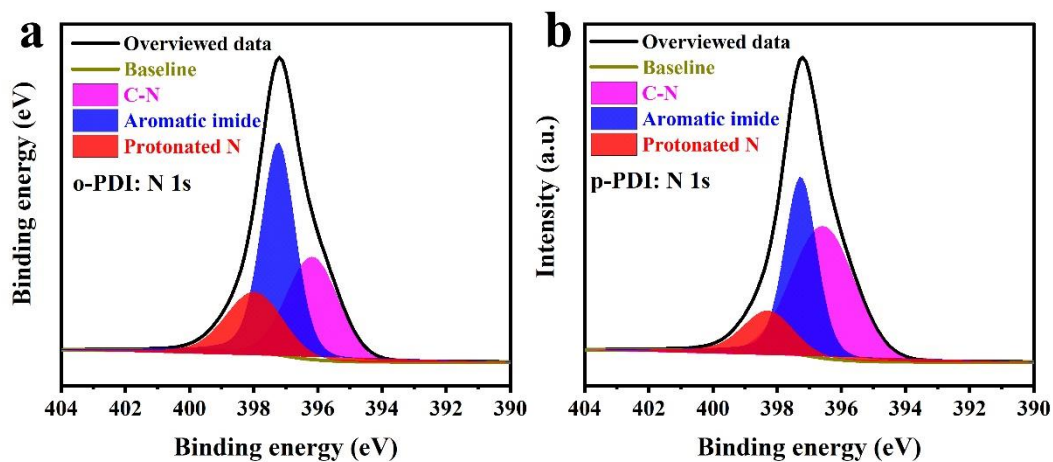 a
Overviewed data
Baseline
C-N
Aromatic imide
Protonated N
o-PDI: N 1s
Binding energy (eV)
404 402 400 398 396 394 392 390
Binding energy (eV)
b
Overviewed data
Baseline
C-N
Aromatic imide
Protonated N
p-PDI: N 1s
Intensity (a.u.)
404 402 400 398 396 394 392 390
Binding energy (eV)